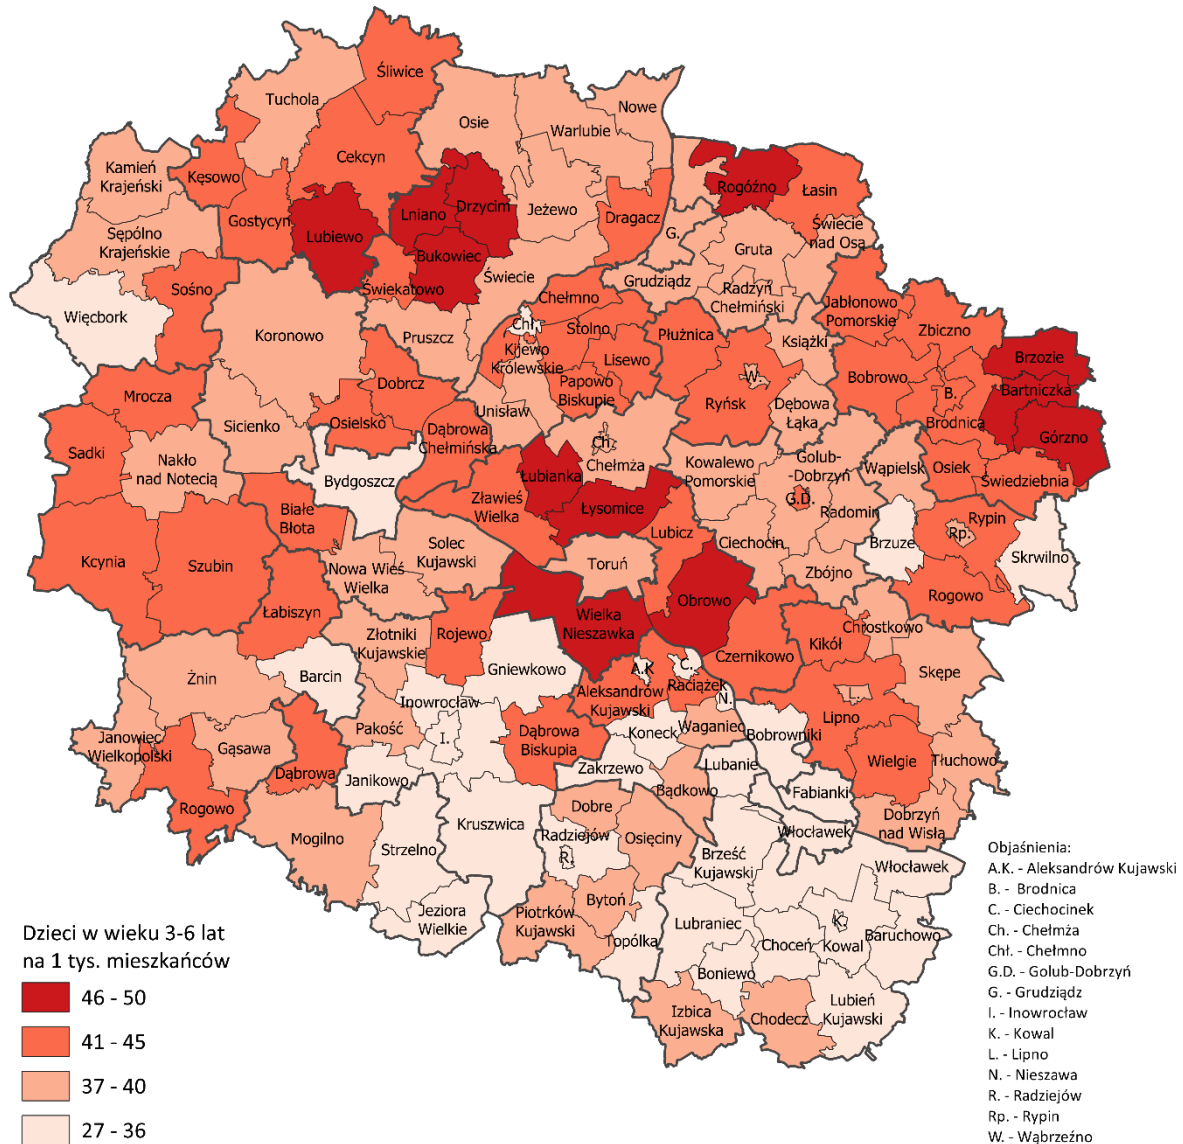 Śliwice
Tuchola
Nowe
Osie
Warlubie
Cekcyn
Kamień
Krajeński
Kęsowo
Rogóźno
Łasin
Drzycim
Lniano
Jeżewo
Dragacz
Gostycyn
Lubiewo
Sępólno
Krajeńskie
Świecie
nad Osą
G.
Gruta
Bukowiec
Świecie
Grudziądz
Radzyń
Chełmiński
Sośno
Świekatowo
Chełmno
Jabłonowo
Pomorskie
Zbiczno
Więcbork
Koronowo
Pruszcz
Chł.
Stolno
Płużnica
Książki
Kijewo
Królewskie
Lisewo
Brzozie
Bobrowo
W.
Papowo
Biskupie
Dobrcz
Mrocza
B.
Bartniczka
Ryńsk
Dębowa
Łąka
Unisław
Sicienko
Osielsko
Dąbrowa
Chełmińska
Brodnica
Górzno
Ch.
Chełmża
Sadki
Nakło
nad Notecią
Golub-
-Dobrzyń
Kowalewo
Pomorskie
Wąpielsk
Osiek
Bydgoszcz
Łubianka
Świedziebnia
Zławieś
Wielka
G.D.
Łysomice
Radomin
Białe
Błota
Rypin
Lubicz
Rp.
Ciechocin
Brzuze
Solec
Kujawski
Skrwilno
Kcynia
Szubin
Nowa Wieś
Wielka
Toruń
Zbójno
Rogowo
Obrowo
Łabiszyn
Wielka
Nieszawka
Chrostkowo
Złotniki
Kujawskie
Rojewo
Kikół
Czernikowo
C.
A.K
Gniewkowo
Skępe
Żnin
Barcin
Raciążek
Aleksandrów
Kujawski
L.
N.
Inowrocław
Lipno
Pakość
Dąbrowa
Biskupia
Waganiec
Koneck
Janowiec
Wielkopolski
Gąsawa
I.
Bobrowniki
Lubanie
Wielgie
Tłuchowo
Dąbrowa
Janikowo
Zakrzewo
Bądkowo
Fabianki
Rogowo
Dobre
Dobrzyń
nad Wisłą
Kruszwica
Mogilno
Radziejów
Osięciny
Włocławek
Strzelno
R.
Brześć
Kujawski
Włocławek
Bytoń
Jeziora
Wielkie
Piotrków
Kujawski
Lubraniec
K.
Kowal
Baruchowo
Topólka
Choceń
Boniewo
Lubień
Kujawski
Izbica
Kujawska
Chodecz
Dzieci w wieku 3-6 lat
na 1 tys. mieszkańców
46 - 50
41 - 45
37 - 40
27 - 36
Objaśnienia:
A.K. - Aleksandrów Kujawski
B. - Brodnica
C. - Ciechocinek
Ch. - Chełmża
Chł. - Chełmno
G.D. - Golub-Dobrzyń
G. - Grudziądz
I. - Inowrocław
K. - Kowal
L. - Lipno
N. - Nieszawa
R. - Radziejów
Rp. - Rypin
W. - Wąbrzeźno